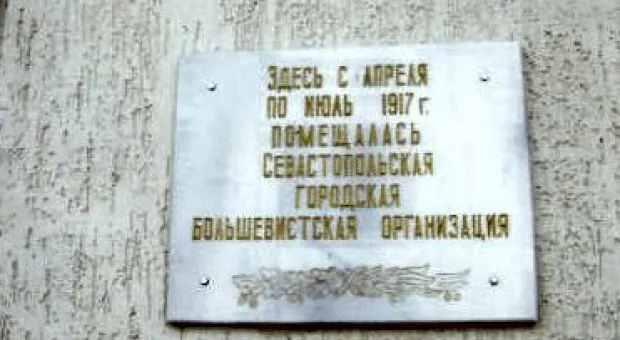 ЗДЕСЬ С АПРЕЛЯ
ПО ИЮЛЬ 1917 г.
ПОМЕЩАЛАСЬ
СЕВАСТОПОЛЬСКАЯ
ГОРОДСКАЯ
БОЛЬШЕВИСТСКАЯ ОРГАНИЗАЦИЯ